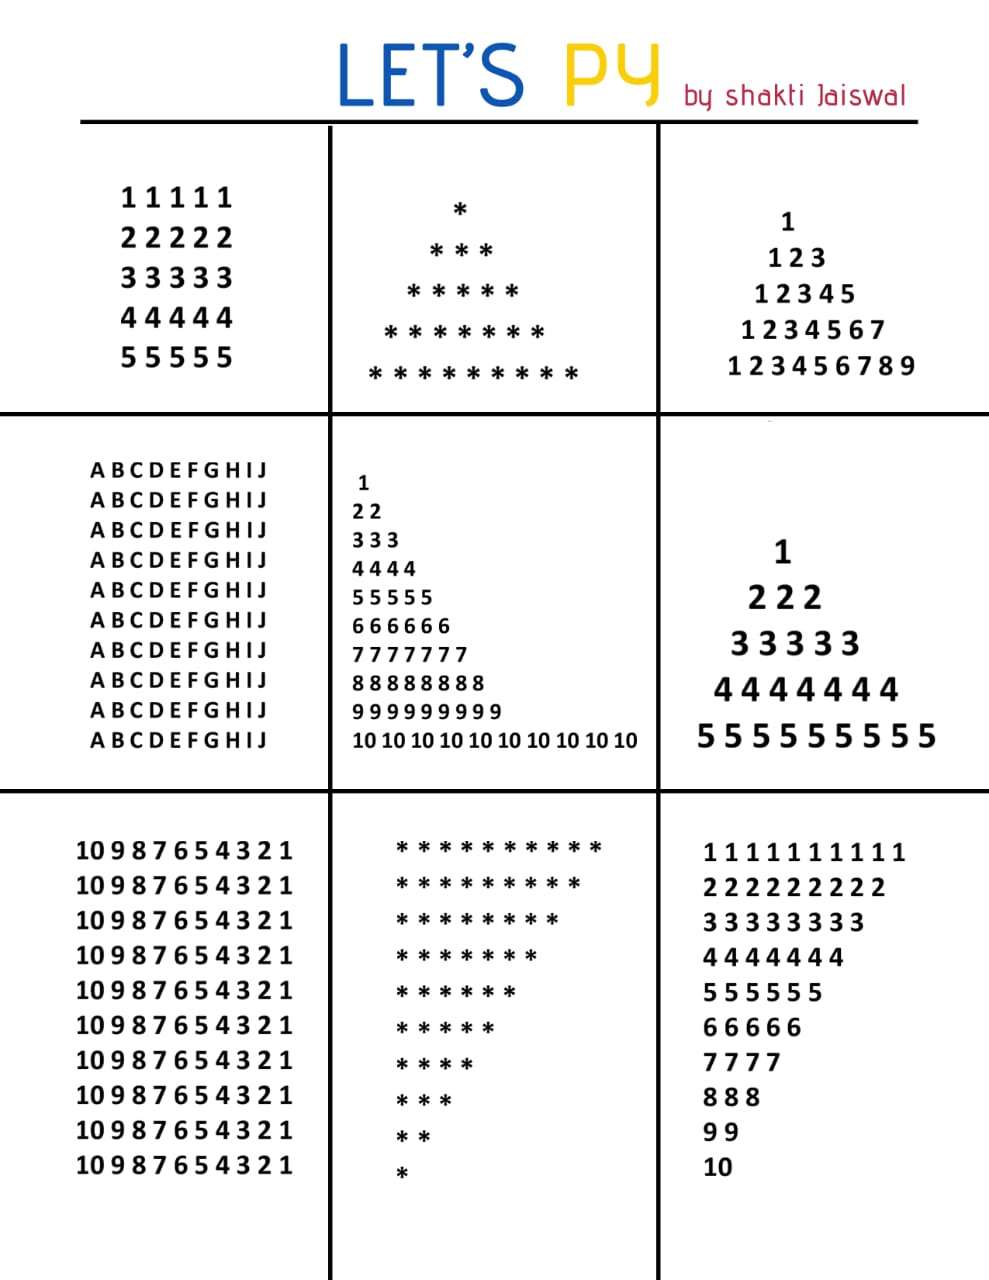 LET'S PY by shakti Jaiswal
1 1 1 1 1
2 2 2 2 2
3 3 3 3 3
4 4 4 4 4
5 5 5 5 5
*
* * *
* * * * *
* * * * * * *
* * * * * * * * *
1
1 2 3
1 2 3 4 5
1 2 3 4 5 6 7
1 2 3 4 5 6 7 8 9
A B C D E F G H I J
A B C D E F G H I J
A B C D E F G H I J
A B C D E F G H I J
A B C D E F G H I J
A B C D E F G H I J
A B C D E F G H I J
A B C D E F G H I J
A B C D E F G H I J
A B C D E F G H I J
1
2 2
3 3 3
4 4 4 4
5 5 5 5 5
6 6 6 6 6 6
7 7 7 7 7 7 7
8 8 8 8 8 8 8 8
9 9 9 9 9 9 9 9 9
10 10 10 10 10 10 10 10 10 10
1
2 2 2
3 3 3 3 3
4 4 4 4 4 4 4
5 5 5 5 5 5 5 5 5
10 9 8 7 6 5 4 3 2 1
10 9 8 7 6 5 4 3 2 1
10 9 8 7 6 5 4 3 2 1
10 9 8 7 6 5 4 3 2 1
10 9 8 7 6 5 4 3 2 1
10 9 8 7 6 5 4 3 2 1
10 9 8 7 6 5 4 3 2 1
10 9 8 7 6 5 4 3 2 1
10 9 8 7 6 5 4 3 2 1
10 9 8 7 6 5 4 3 2 1
* * * * * * * * * *
* * * * * * * * *
* * * * * * * *
* * * * * * *
* * * * * *
* * * * *
* * * *
* * *
* *
*
1 1 1 1 1 1 1 1 1 1
2 2 2 2 2 2 2 2 2
3 3 3 3 3 3 3 3
4 4 4 4 4 4 4
5 5 5 5 5 5
6 6 6 6 6
7 7 7 7
8 8 8
9 9
10